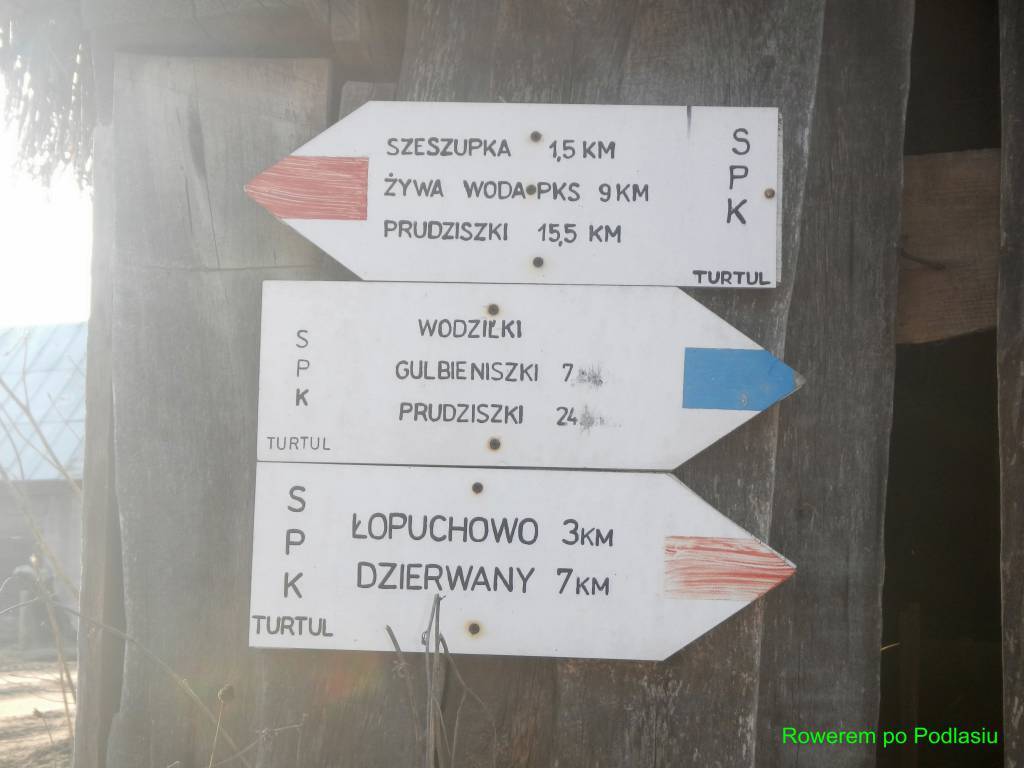 SZESZUPKA 1,5 KM
ŻYWA WODA PKS 9 KM
PRUDZISZKI 15,5 KM
SPK
TURTUL
SPK
WODZIŁKI
GULBIENISZKI 7
PRUDZISZKI 24
TURTUL
SPK
ŁOPUCHOWO 3KM
DZIERWANY 7KM
TURTUL
Rowerem po Podlasiu